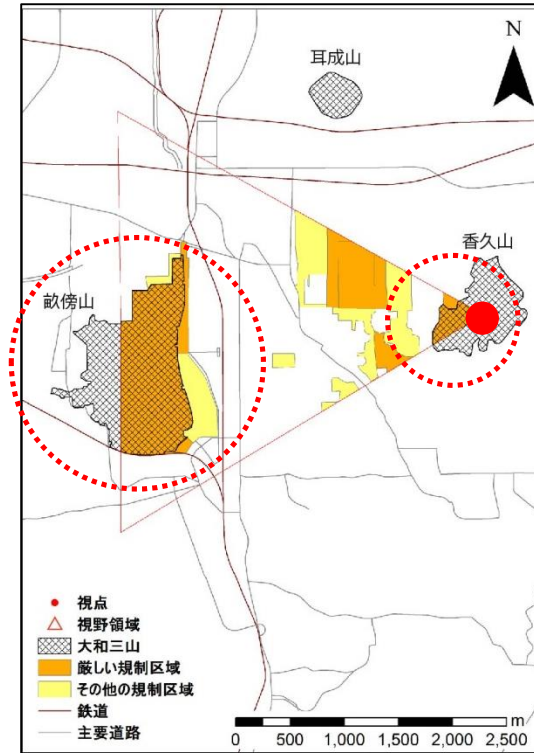 耳成山
N
香久山
畝傍山
視点
視野領域
大和三山
厳しい規制区域
その他の規制区域
鉄道
主要道路
0 500 1,000 1,500 2,000 2,500 m